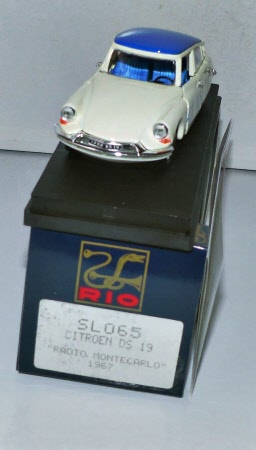 RIO
SL065
CITROEN DS 19
"RADIO MONTECARLO"
1967